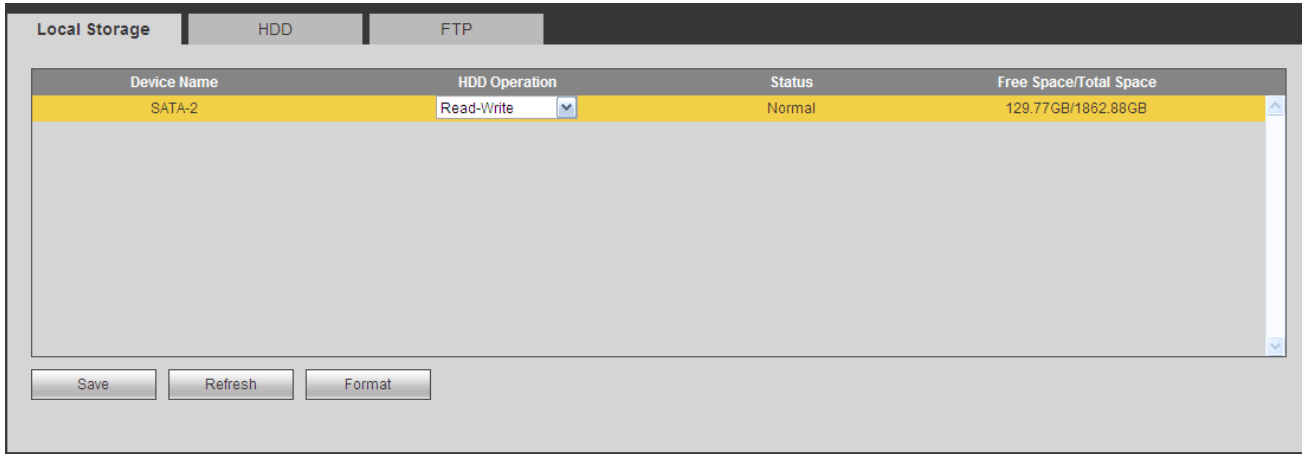 Local Storage HDD FTP
Device Name HDD Operation Status Free Space/Total Space
SATA-2 Read-Write Normal 129.77GB/1862.88GB
Save Refresh Format